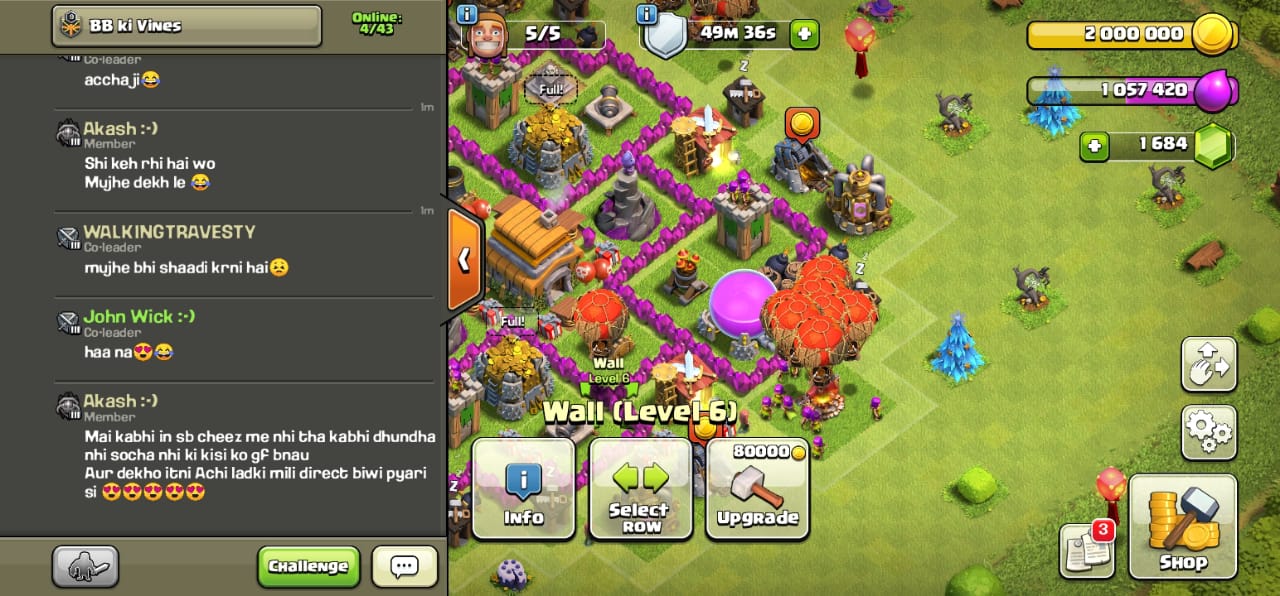 BB ki Vines
Online:
4/43
Co-leader
accha ji😂
1m
Akash :-)
Member
Shi keh rhi hai wo
Mujhe dekh le 😂
1m
WALKINGTRAVESTY
Co-leader
mujhe bhi shaadi krni hai😣
John Wick :-)
Co-leader
haa na😍😂
Akash :-)
Member
Mai kabhi in sb cheez me nhi tha kabhi dhundha
nhi socha nhi ki kisi ko gf bnau
Aur dekho itni Achi ladki mili direct biwi pyari
si 😍😍😍😍😍
Challenge
5/5
49M 36S
2 000 000
1 057 420
1 684
Full!
Full!
Z
Z
Wall
Level 6
Wall (Level 6)
Info
Select
ROW
80000
Upgrade
Z
Z
3
Shop